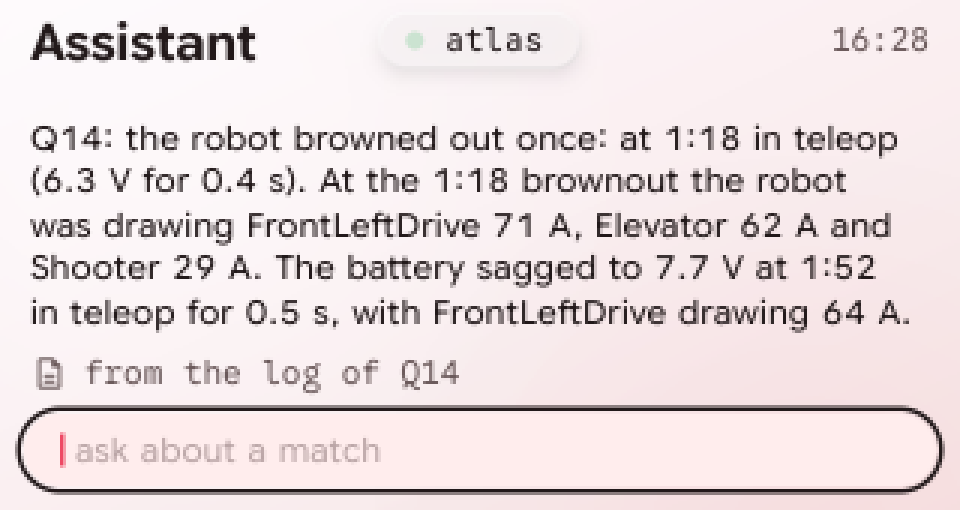 Assistant
atlas
16:28
Q14: the robot browned out once: at 1:18 in teleop
(6.3 V for 0.4 s). At the 1:18 brownout the robot
was drawing FrontLeftDrive 71 A, Elevator 62 A and
Shooter 29 A. The battery sagged to 7.7 V at 1:52
in teleop for 0.5 s, with FrontLeftDrive drawing 64 A.
from the log of Q14
ask about a match